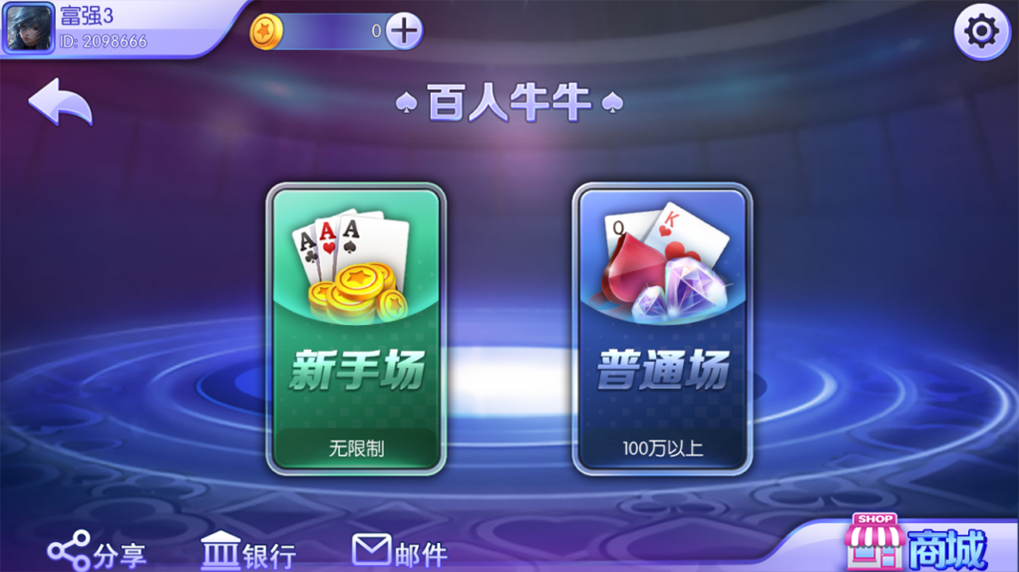 富强3
ID: 2098666
0
百人牛牛
A A A
Q K
新手场
普通场
无限制
100万以上
分享
银行
邮件
SHOP
商城